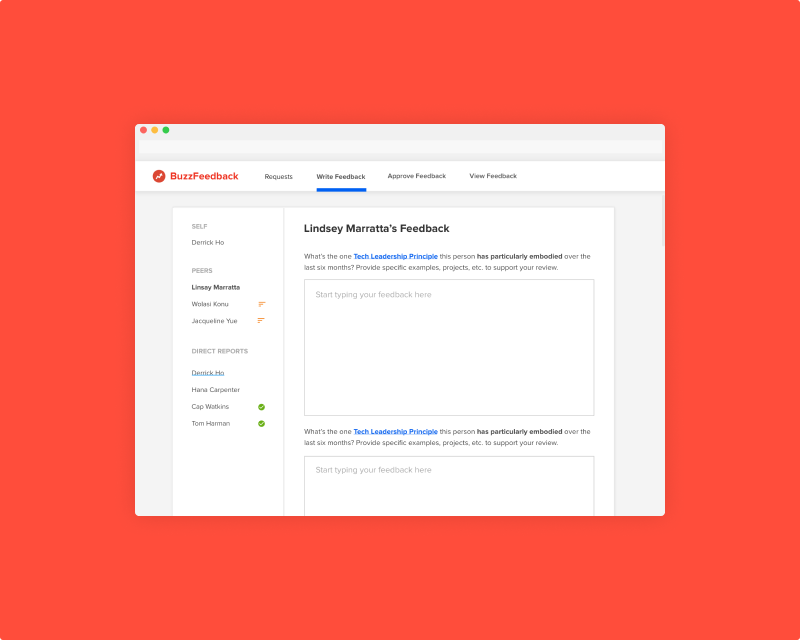 BuzzFeedback
Requests
Write Feedback
Approve Feedback
View Feedback
SELF
Derrick Ho
PEERS
Linsay Marratta
Wolasi Konu
Jacqueline Yue
DIRECT REPORTS
Derrick Ho
Hana Carpenter
Cap Watkins
Tom Harman
Lindsey Marratta's Feedback
What's the one Tech Leadership Principle this person has particularly embodied over the
last six months? Provide specific examples, projects, etc. to support your review.
Start typing your feedback here
What's the one Tech Leadership Principle this person has particularly embodied over the
last six months? Provide specific examples, projects, etc. to support your review.
Start typing your feedback here